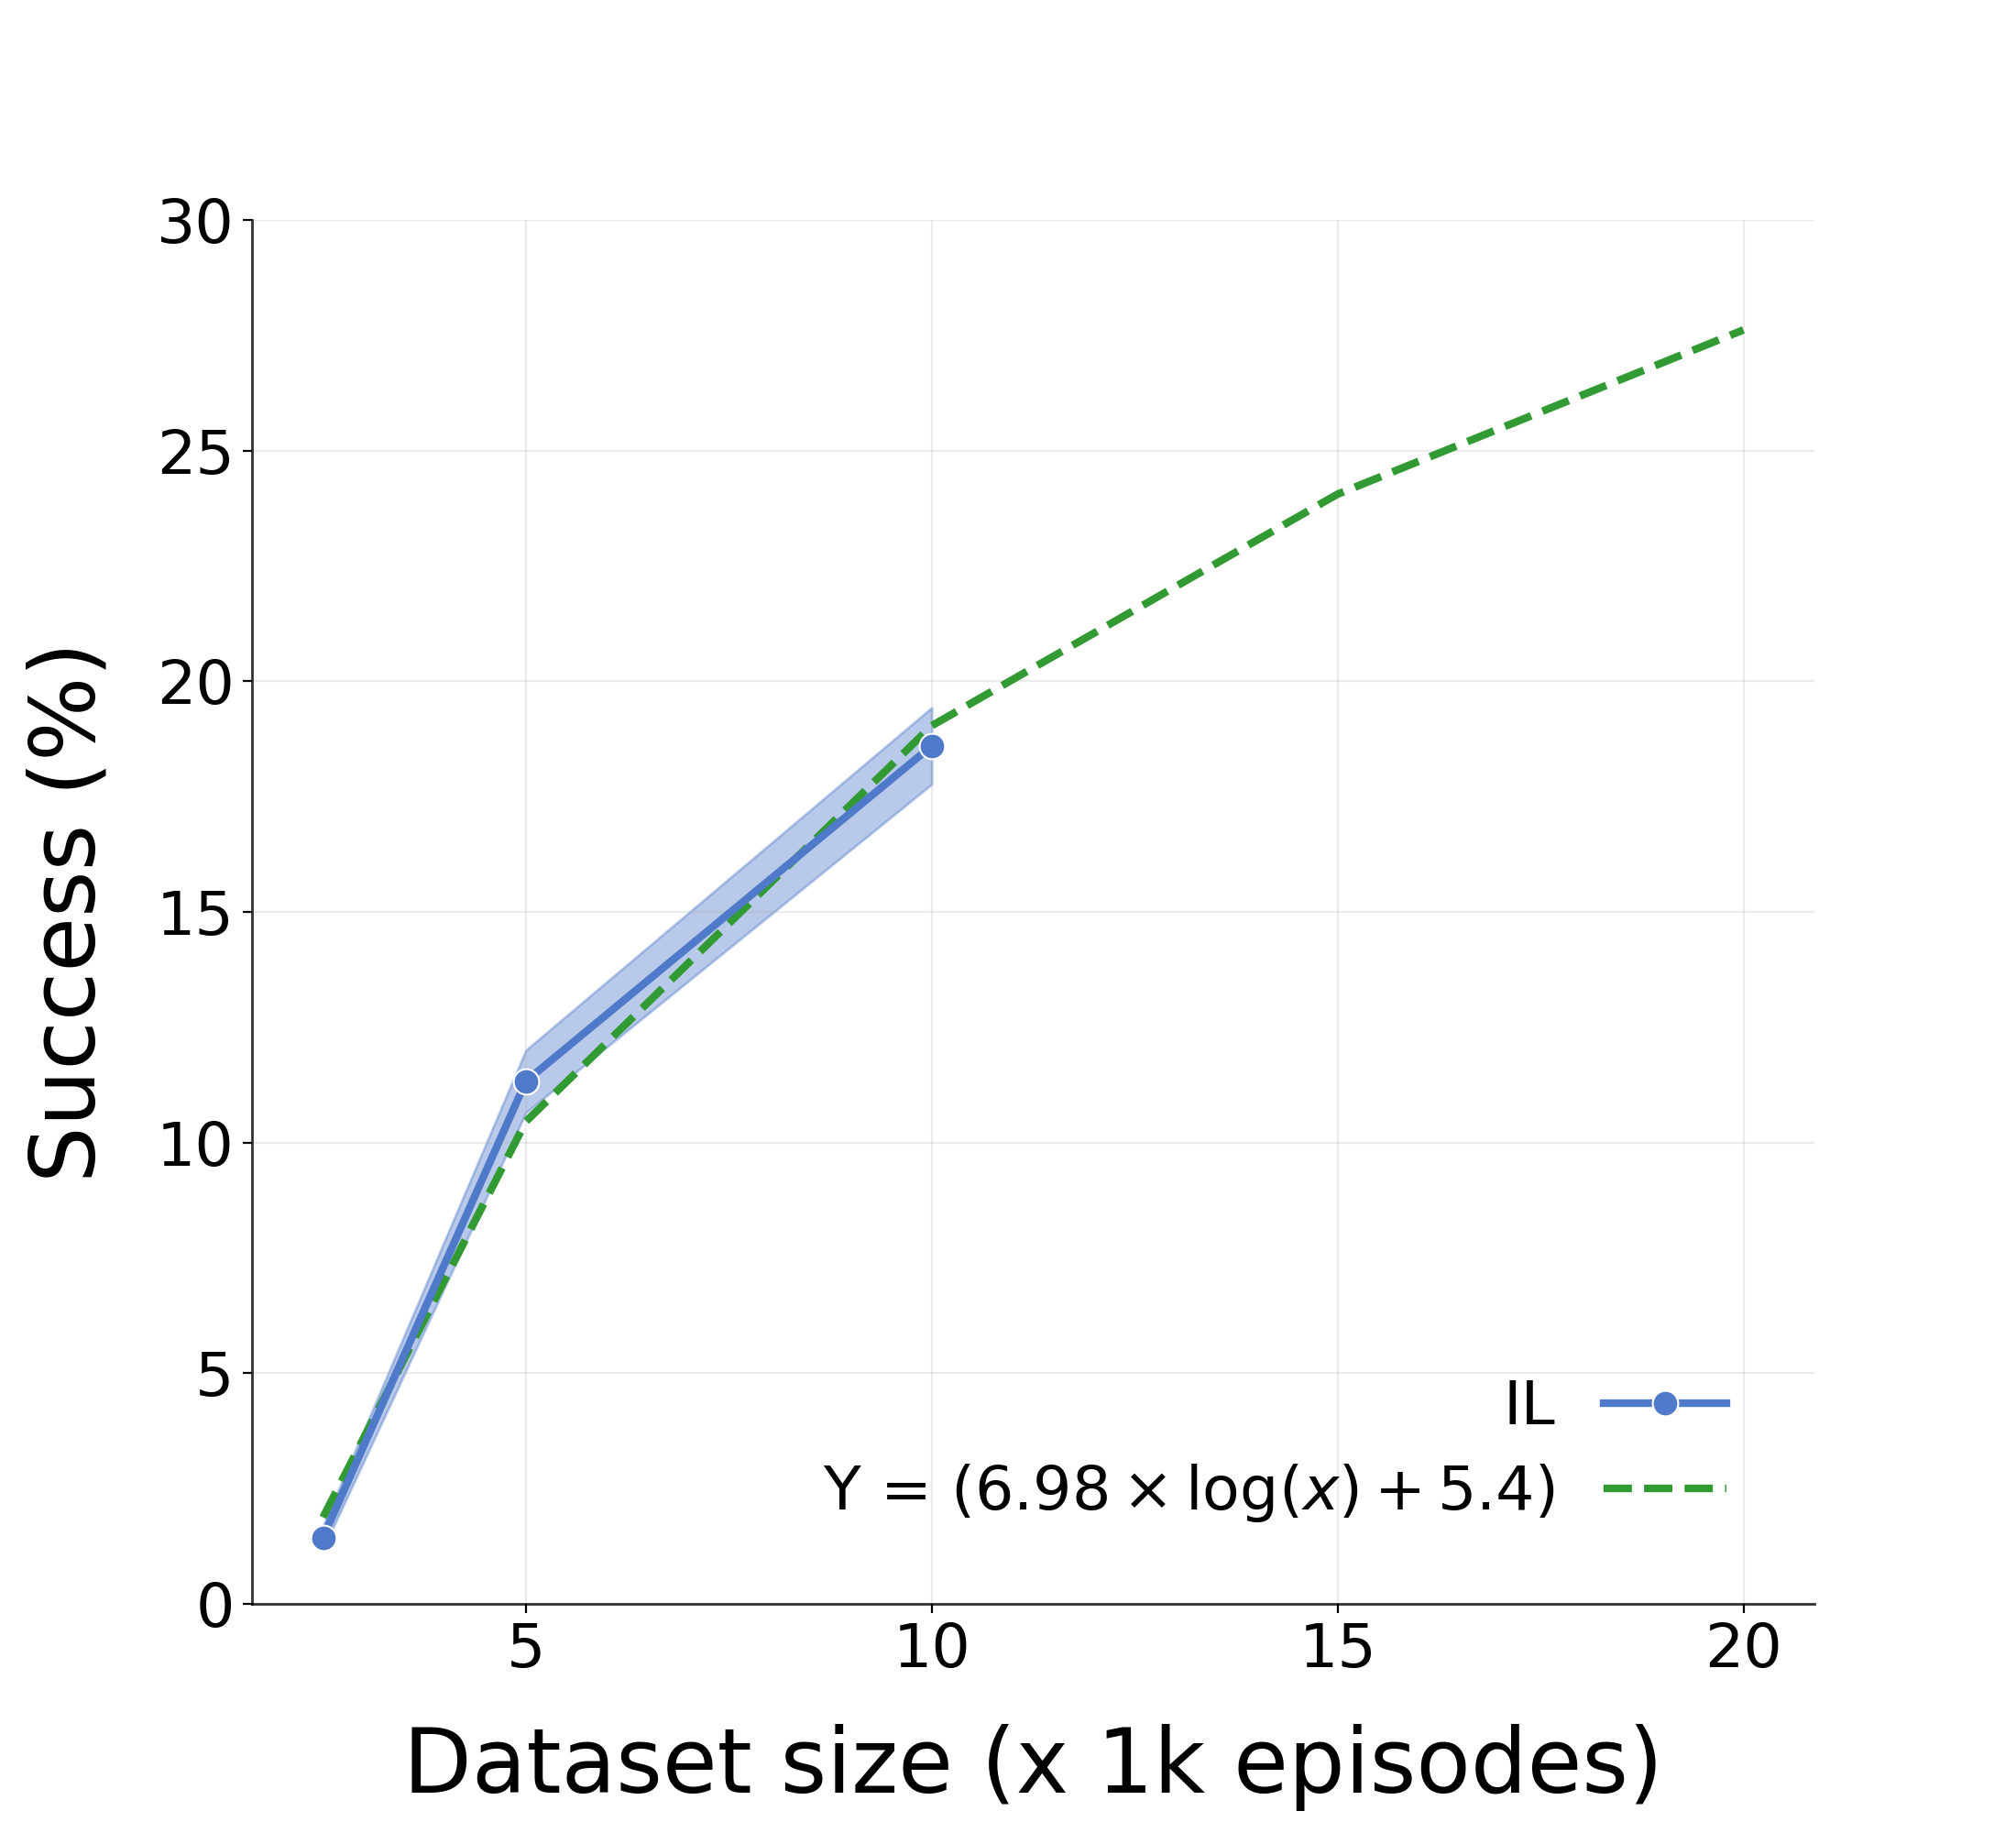 Success (%)
30
25
20
15
10
5
0
IL
Y = (6.98 × log(x) + 5.4)
5 10 15 20
Dataset size (x 1k episodes)